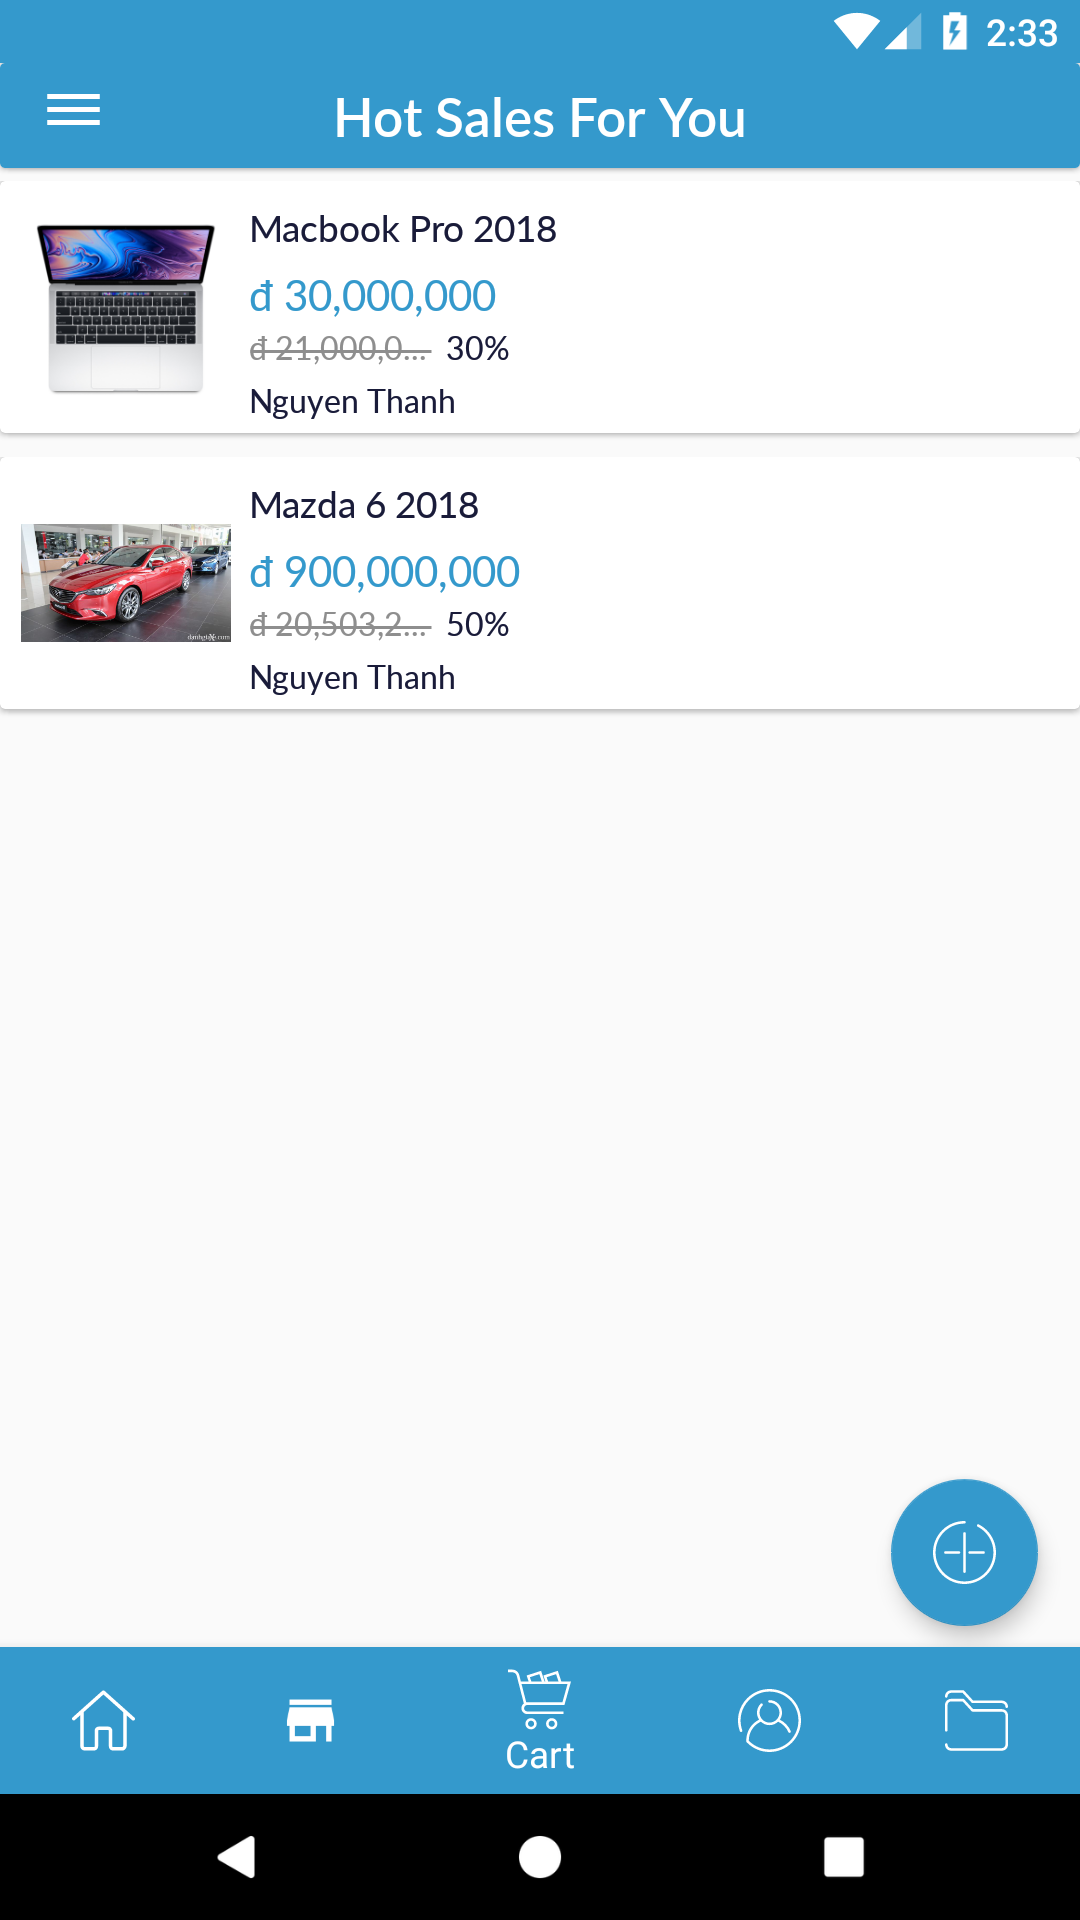 2:33
Hot Sales For You
Macbook Pro 2018
đ 30,000,000
đ 21,000,0... 30%
Nguyen Thanh
Mazda 6 2018
đ 900,000,000
đ 20,503,2... 50%
Nguyen Thanh
Cart